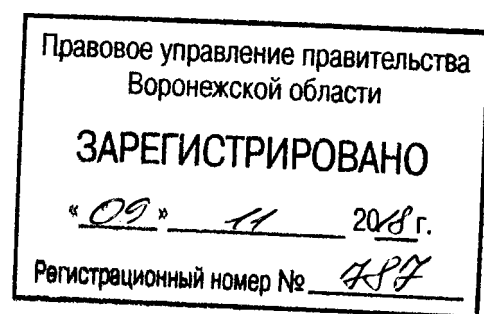 Правовое управление правительства
Воронежской области
ЗАРЕГИСТРИРОВАНО
« 09 » 11 2018 г.
Регистрационный номер № 787